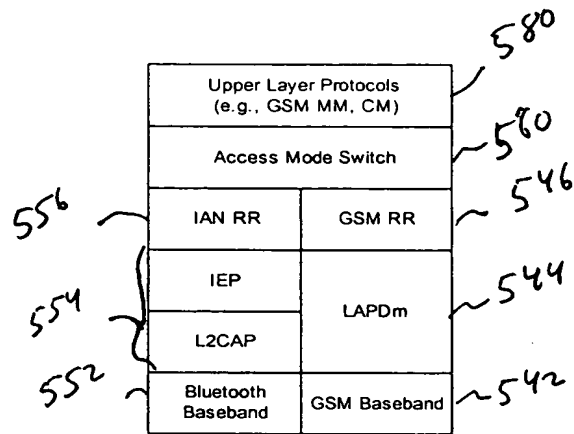 580
Upper Layer Protocols
(e.g., GSM MM, CM)
580
Access Mode Switch
556
IAN RR
GSM RR
546
IEP
LAPDm
544
554
L2CAP
552
Bluetooth
Baseband
GSM Baseband
542